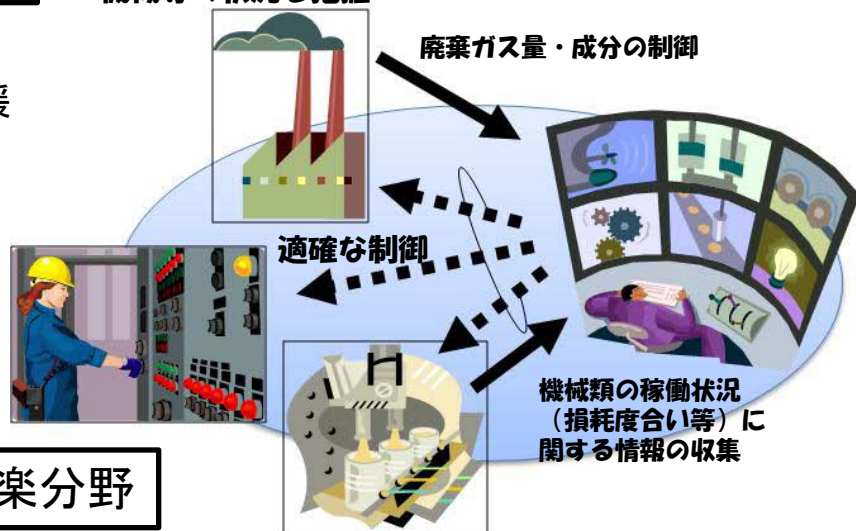 廃棄ガス量・成分の制御
援
適確な制御
機械類の稼働状況
（損耗度合い等）に
関する情報の収集
楽分野